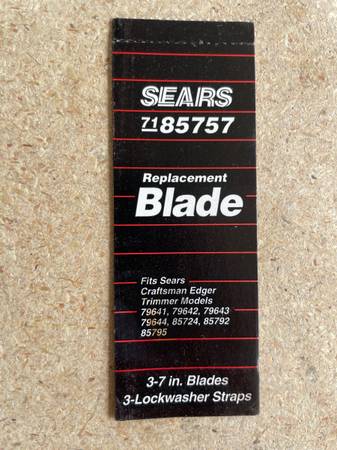 SEARS
71 85757
Replacement
Blade
Fits Sears
Craftsman Edger
Trimmer Models
79641, 79642, 79643
79644, 85724, 85792
85795
3-7 in. Blades
3-Lockwasher Straps